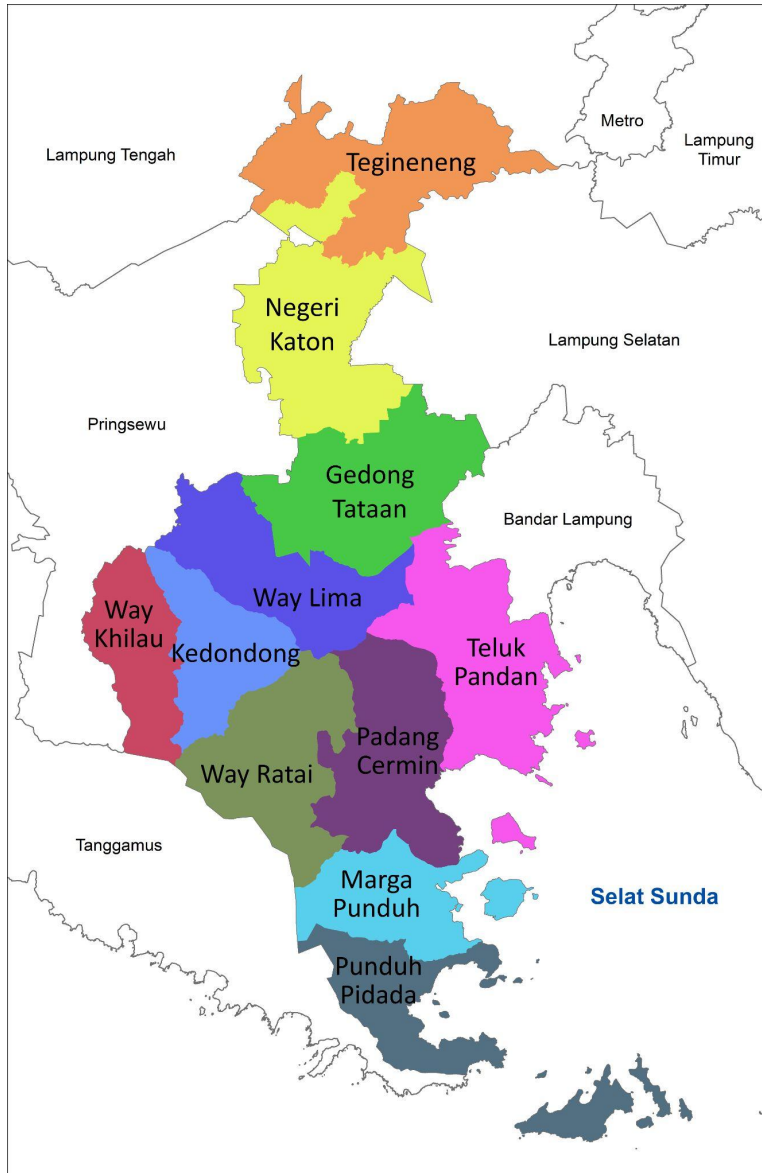 Metro
Lampung Tengah
Lampung
Timur
Tegineneng
Negeri
Katon
Lampung Selatan
Pringsewu
Gedong
Tataan
Bandar Lampung
Way Lima
Way
Khilau
Kedondong
Teluk
Pandan
Padang
Cermin
Way Ratai
Tanggamus
Marga
Punduh
Selat Sunda
Punduh
Pidada